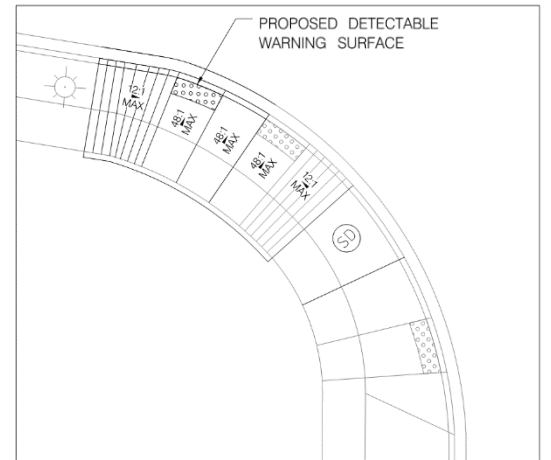 PROPOSED DETECTABLE
WARNING SURFACE
12:1
MAX
48:1
MAX
48:1
MAX
48:1
MAX
12:1
MAX
SD